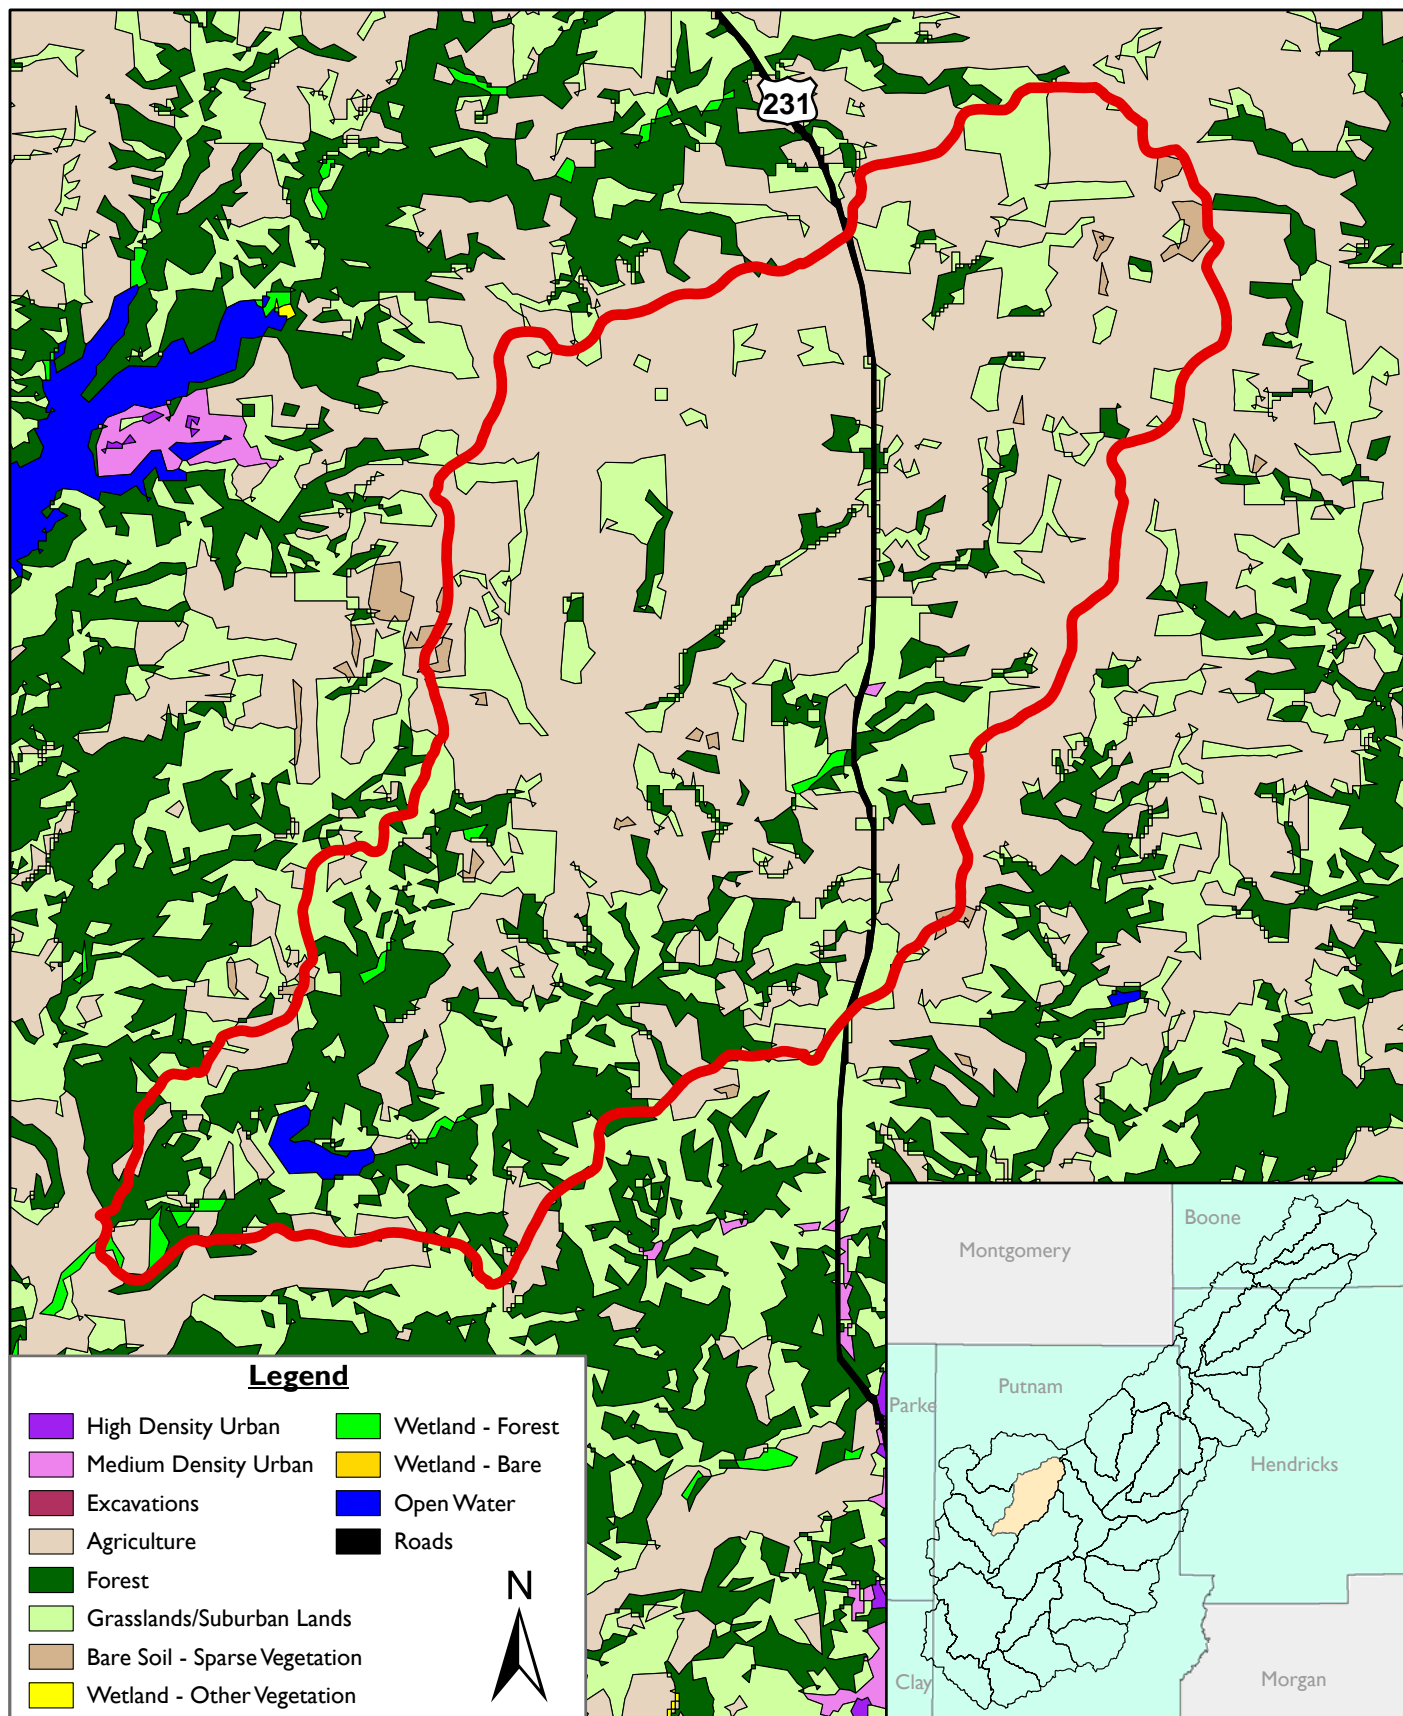 231
Legend
High Density Urban
Medium Density Urban
Excavations
Agriculture
Forest
Grasslands/Suburban Lands
Bare Soil - Sparse Vegetation
Wetland - Other Vegetation
Wetland - Forest
Wetland - Bare
Open Water
Roads
N
Boone
Montgomery
Putnam
Parke
Hendricks
Clay
Morgan